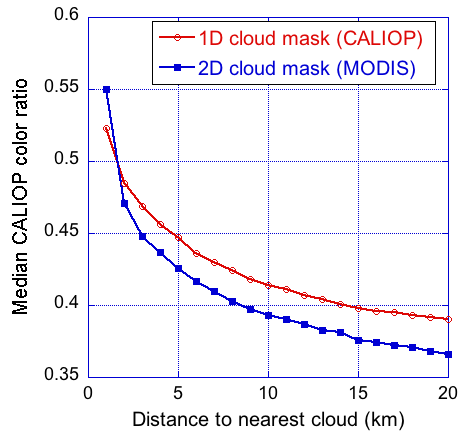 0.6
0.55
0.5
0.45
0.4
0.35
0
5
10
15
20
Median CALIOP color ratio
Distance to nearest cloud (km)
1D cloud mask (CALIOP)
2D cloud mask (MODIS)